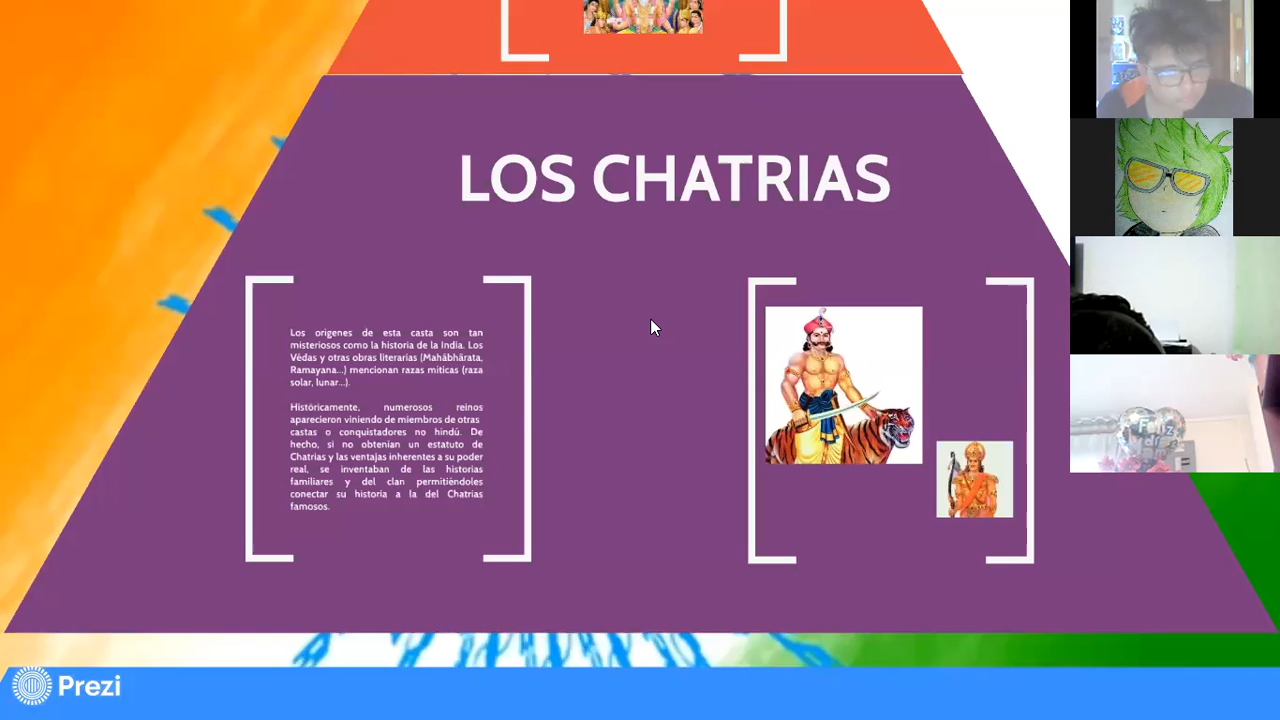 LOS CHATRIAS
Los orígenes de esta casta son tan
misteriosos como la historia de la India. Los
Vêdas y otras obras literarias (Mahâbhârata,
Ramayana...) mencionan razas míticas (raza
solar, lunar...).
Históricamente, numerosos reinos
aparecieron viniendo de miembros de otras
castas o conquistadores no hindú. De
hecho, si no obtenían un estatuto de
Chatrias y las ventajas inherentes a su poder
real, se inventaban de las historias
familiares y del clan permitiéndoles
conectar su historia a la del Chatrias
famosos.
Feliz
Prezi